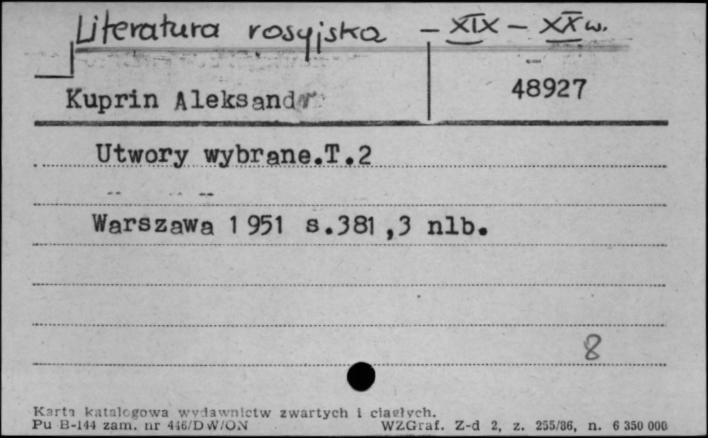 Literatura rosyjska - XIX - XX w.
Kuprin Aleksandr
48927
Utwory wybrane.T.2
Warszawa 1951 s.381,3 nlb.
8
Karta katalogowa wydawnictw zwartych i ciągłych.
Pu B-144 zam. nr 446/DW/ON WZGraf. Z-d 2, z. 255/86, n. 6 350 000